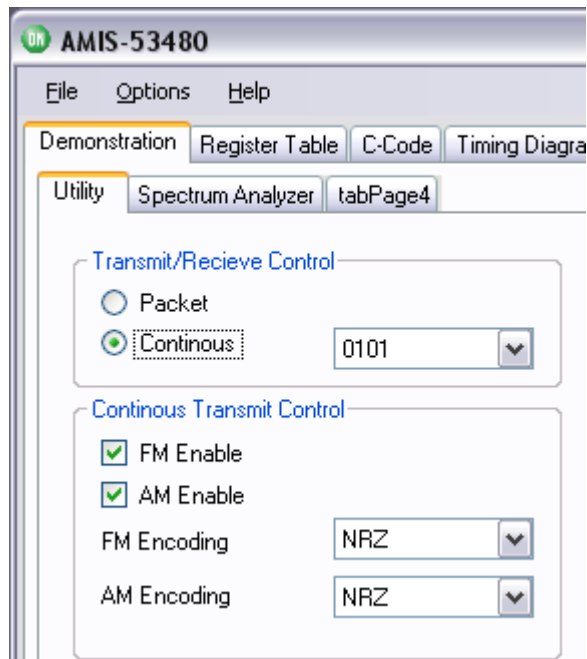 ON AMIS-53480
File Options Help
Demonstration Register Table C-Code Timing Diagra
Utility Spectrum Analyzer tabPage4
Transmit/Recieve Control
Packet
Continous 0101
Continous Transmit Control
FM Enable
AM Enable
FM Encoding NRZ
AM Encoding NRZ